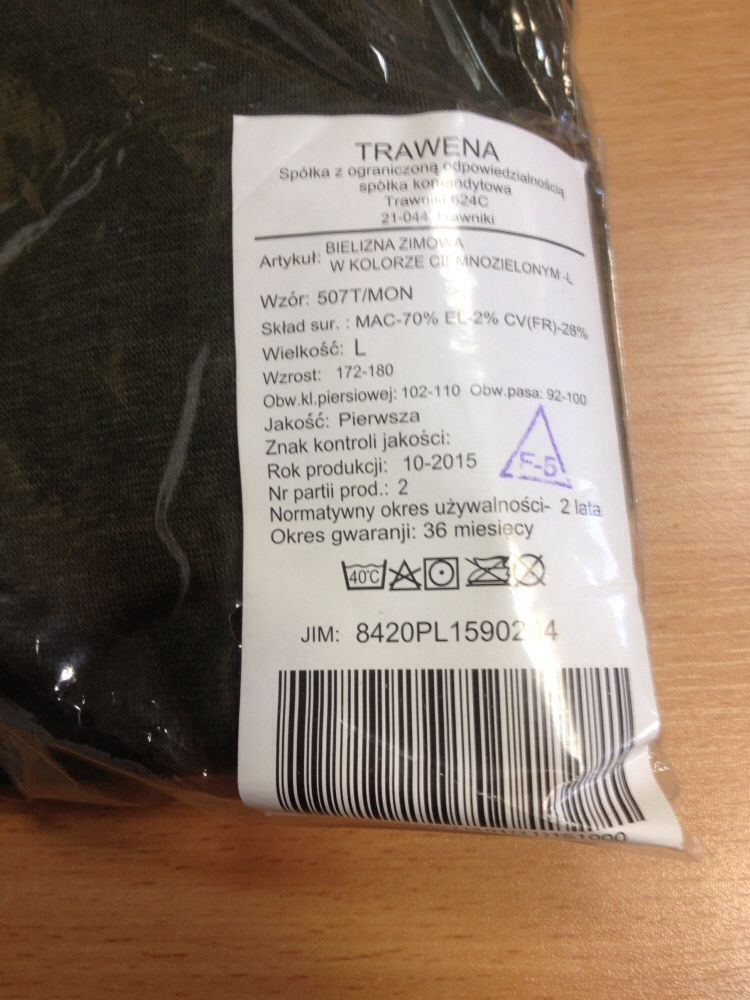 TRAWENA
Spółka z ograniczoną odpowiedzialnością
spółka komandytowa
Trawniki 624C
21-044 Trawniki
Artykuł: BIELIZNA ZIMOWA
W KOLORZE CIEMNOZIELONYM -L
Wzór: 507T/MON
Skład sur. : MAC-70% EL-2% CV(FR)-28%
Wielkość: L
Wzrost: 172-180
Obw.kl.piersiowej: 102-110 Obw.pasa: 92-100
Jakość: Pierwsza
Znak kontroli jakości:
F-5
Rok produkcji: 10-2015
Nr partii prod.: 2
Normatywny okres używalności- 2 lata
Okres gwaranji: 36 miesięcy
40°C
JIM: